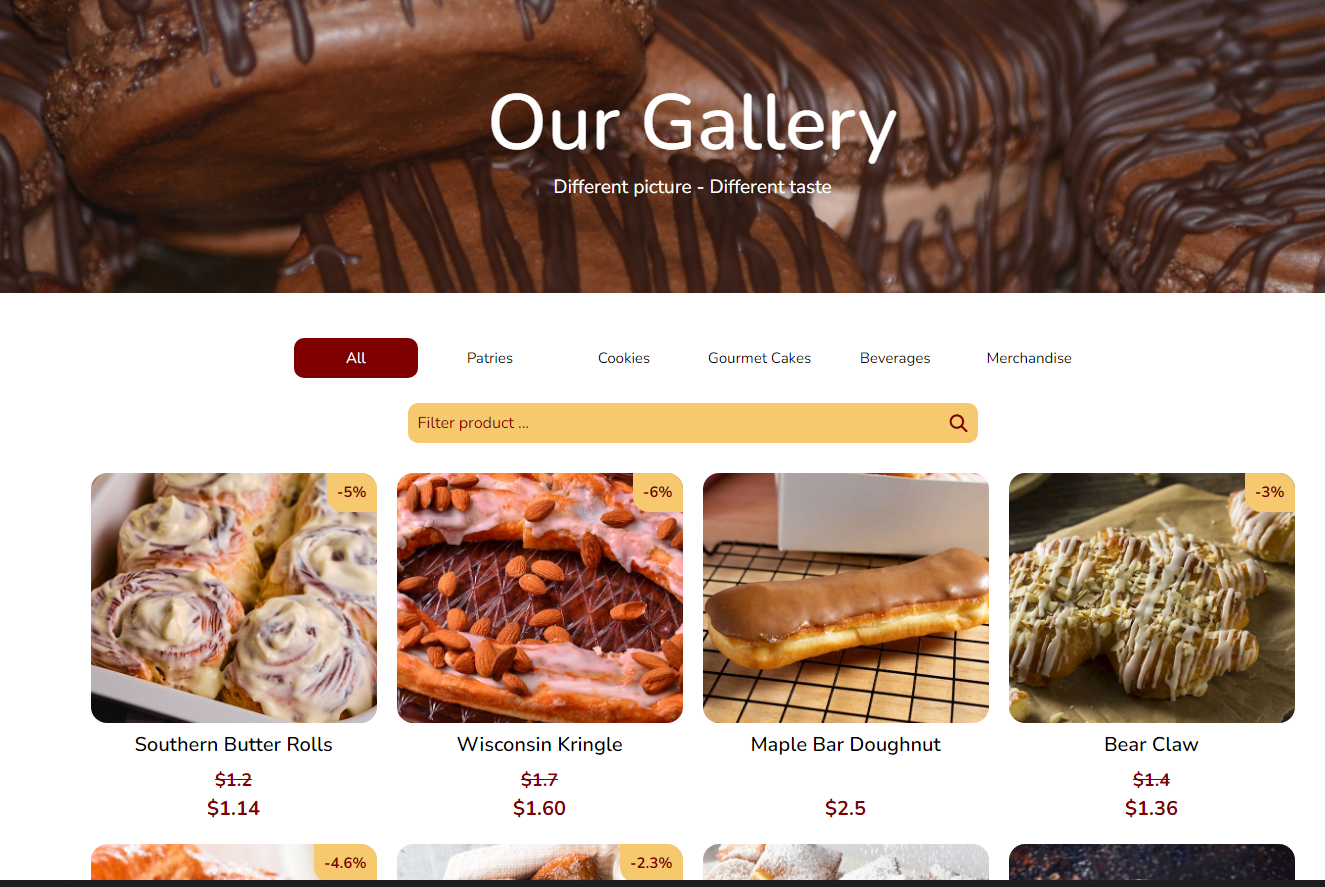 Our Gallery
Different picture - Different taste
All Patries Cookies Gourmet Cakes Beverages Merchandise
Filter product ...
-5% -6% -3%
Southern Butter Rolls Wisconsin Kringle Maple Bar Doughnut Bear Claw
$1.2 $1.7 $1.4
$1.14 $1.60 $2.5 $1.36
-4.6% -2.3%